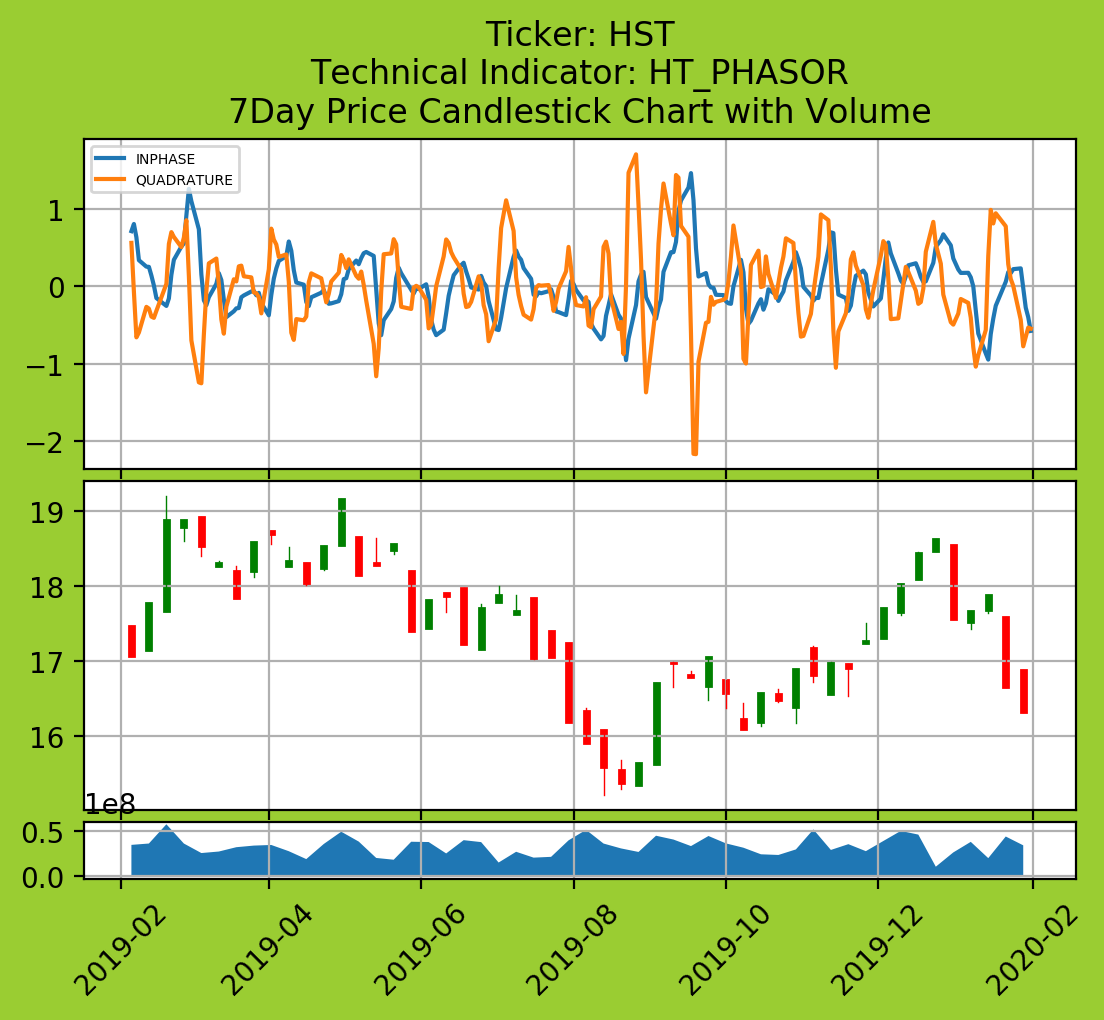 Ticker: HST
Technical Indicator: HT_PHASOR
7Day Price Candlestick Chart with Volume
INPHASE
QUADRATURE
1
0
−1
−2
19
18
17
16
1e8
0.5
0.0
2019-02
2019-04
2019-06
2019-08
2019-10
2019-12
2020-02